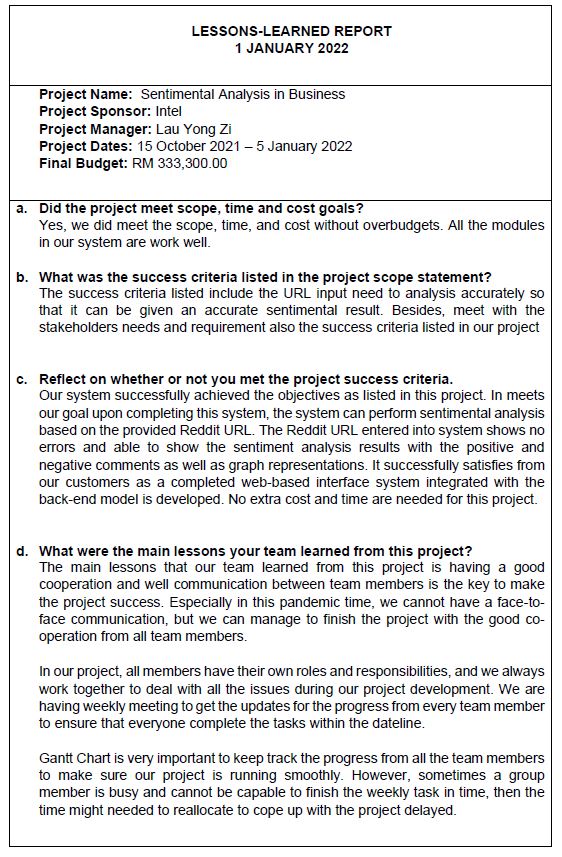 LESSONS-LEARNED REPORT
1 JANUARY 2022
Project Name: Sentimental Analysis in Business
Project Sponsor: Intel
Project Manager: Lau Yong Zi
Project Dates: 15 October 2021 – 5 January 2022
Final Budget: RM 333,300.00
a. Did the project meet scope, time and cost goals?
Yes, we did meet the scope, time, and cost without overbudgets. All the modules
in our system are work well.
b. What was the success criteria listed in the project scope statement?
The success criteria listed include the URL input need to analysis accurately so
that it can be given an accurate sentimental result. Besides, meet with the
stakeholders needs and requirement also the success criteria listed in our project
c. Reflect on whether or not you met the project success criteria.
Our system successfully achieved the objectives as listed in this project. In meets
our goal upon completing this system, the system can perform sentimental analysis
based on the provided Reddit URL. The Reddit URL entered into system shows no
errors and able to show the sentiment analysis results with the positive and
negative comments as well as graph representations. It successfully satisfies from
our customers as a completed web-based interface system integrated with the
back-end model is developed. No extra cost and time are needed for this project.
d. What were the main lessons your team learned from this project?
The main lessons that our team learned from this project is having a good
cooperation and well communication between team members is the key to make
the project success. Especially in this pandemic time, we cannot have a face-to-
face communication, but we can manage to finish the project with the good co-
operation from all team members.
In our project, all members have their own roles and responsibilities, and we always
work together to deal with all the issues during our project development. We are
having weekly meeting to get the updates for the progress from every team member
to ensure that everyone complete the tasks within the dateline.
Gantt Chart is very important to keep track the progress from all the team members
to make sure our project is running smoothly. However, sometimes a group
member is busy and cannot be capable to finish the weekly task in time, then the
time might needed to reallocate to cope up with the project delayed.